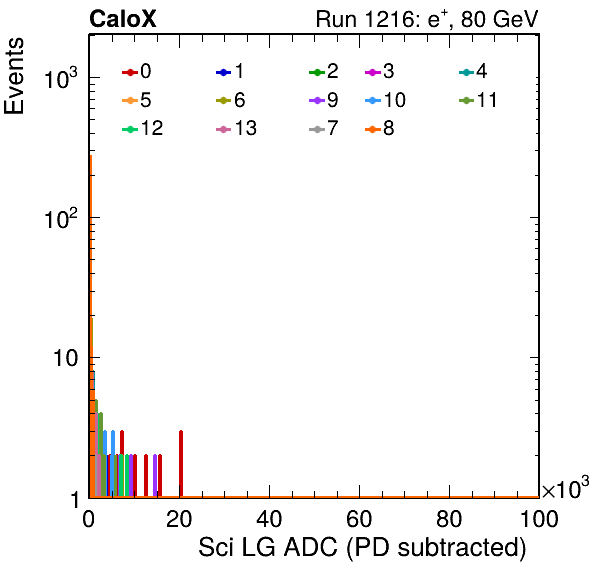 CaloX Run 1216: e⁺, 80 GeV
Events
10³
10²
10
1
0 1 2 3 4
5 6 9 10 11
12 13 7 8
0 20 40 60 80 100
×10³
Sci LG ADC (PD subtracted)